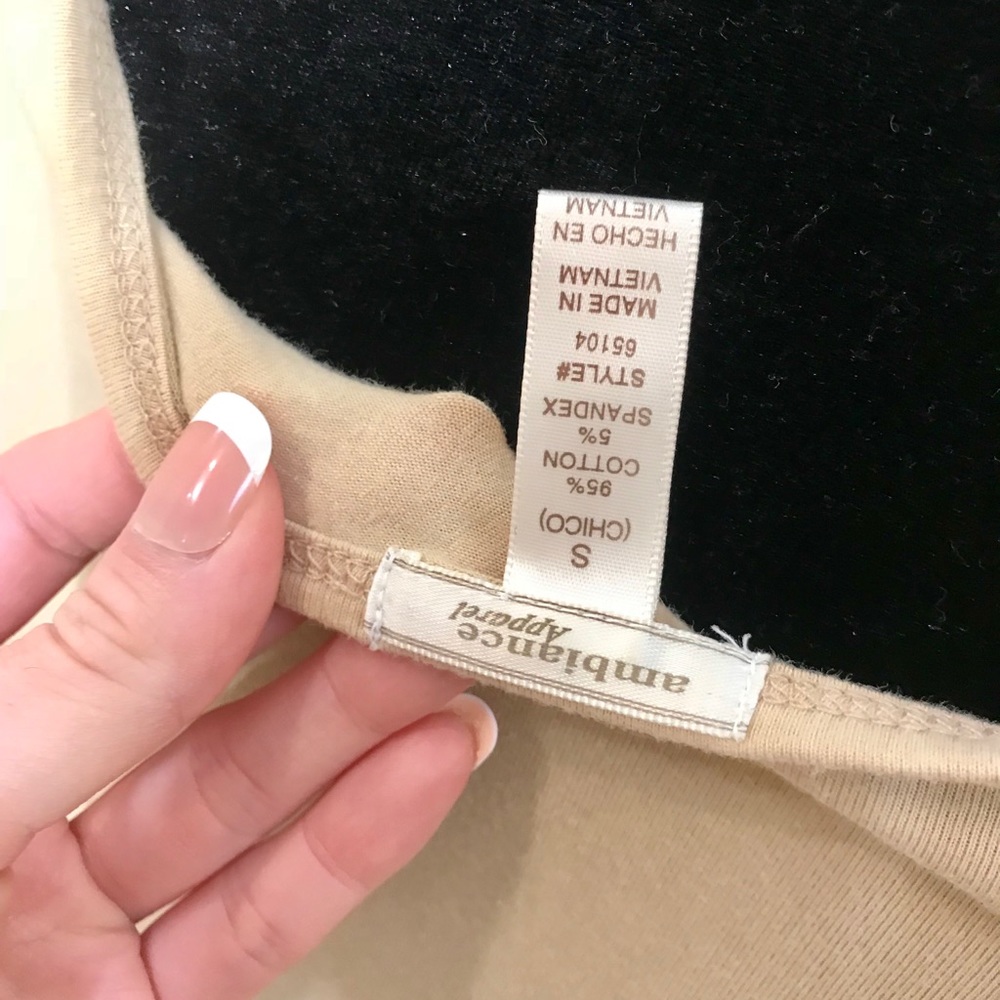 ambiance
Apparel
S
(CHICO)
95%
COTTON
5%
SPANDEX
STYLE#
65104
MADE IN
VIETNAM
HECHO EN
VIETNAM